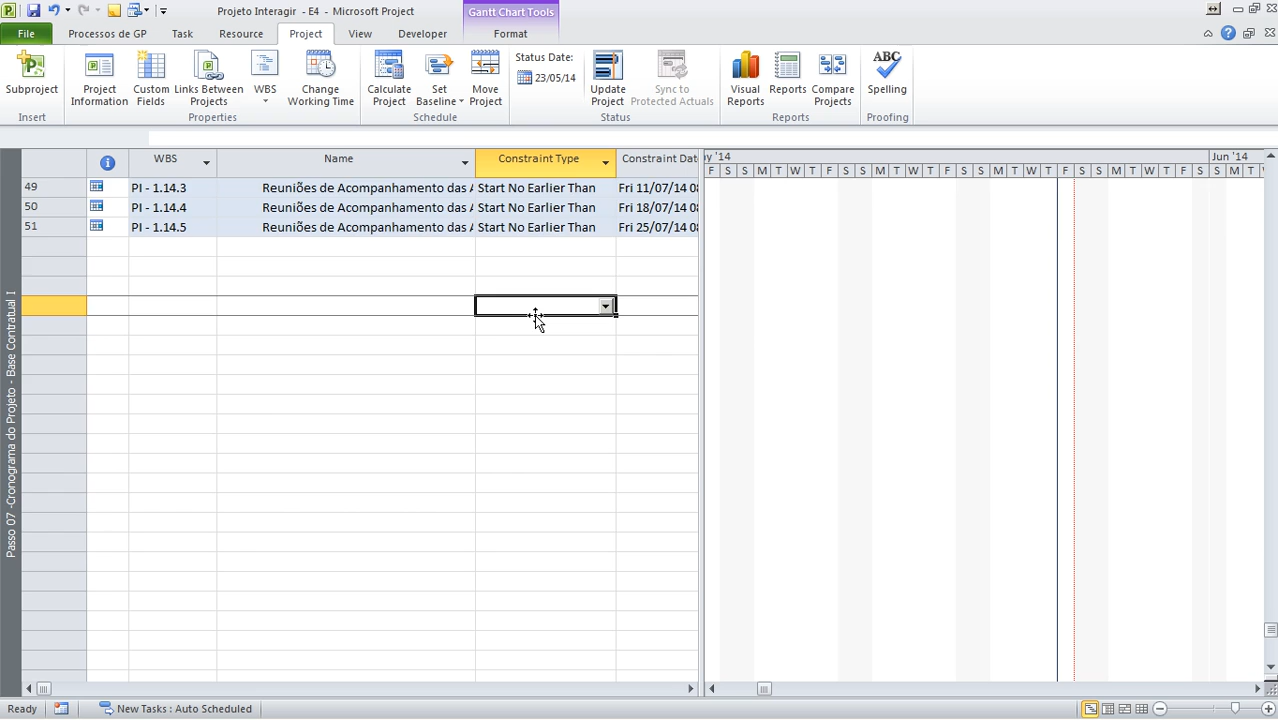 Projeto Interagir - E4 - Microsoft Project
Gantt Chart Tools
File Processos de GP Task Resource Project View Developer Format
Subproject
Insert
Project Information
Custom Fields
Links Between Projects
WBS
Change Working Time
Properties
Calculate Project
Set Baseline
Move Project
Schedule
Status Date:
23/05/14
Update Project
Sync to Protected Actuals
Status
Visual Reports
Reports
Compare Projects
Reports
ABC
Spelling
Proofing
WBS Name Constraint Type Constraint Dat
49 PI - 1.14.3 Reuniões de Acompanhamento das A Start No Earlier Than Fri 11/07/14 08
50 PI - 1.14.4 Reuniões de Acompanhamento das A Start No Earlier Than Fri 18/07/14 08
51 PI - 1.14.5 Reuniões de Acompanhamento das A Start No Earlier Than Fri 25/07/14 08
y '14 Jun '14
F S S M T W T F S S M T W T F S S M T W T F S S M T W T F S S M T
Passo 07 -Cronograma do Projeto - Base Contratual I
Ready New Tasks : Auto Scheduled